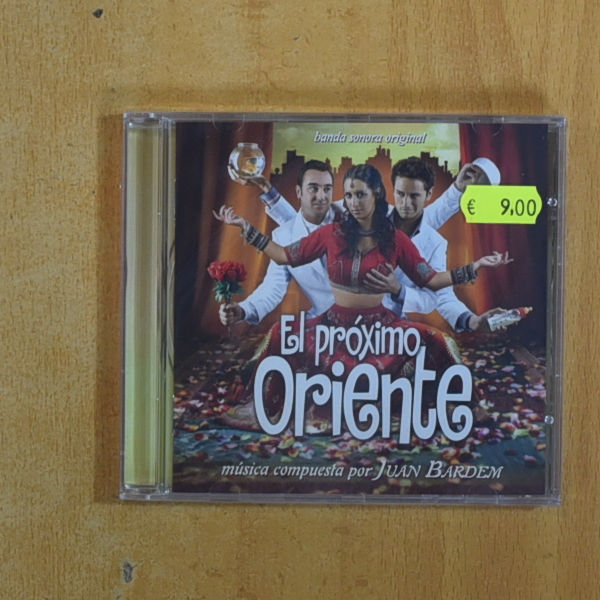 banda sonora original
€ 9.00
El próximo
Oriente
música compuesta por JUAN BARDEM